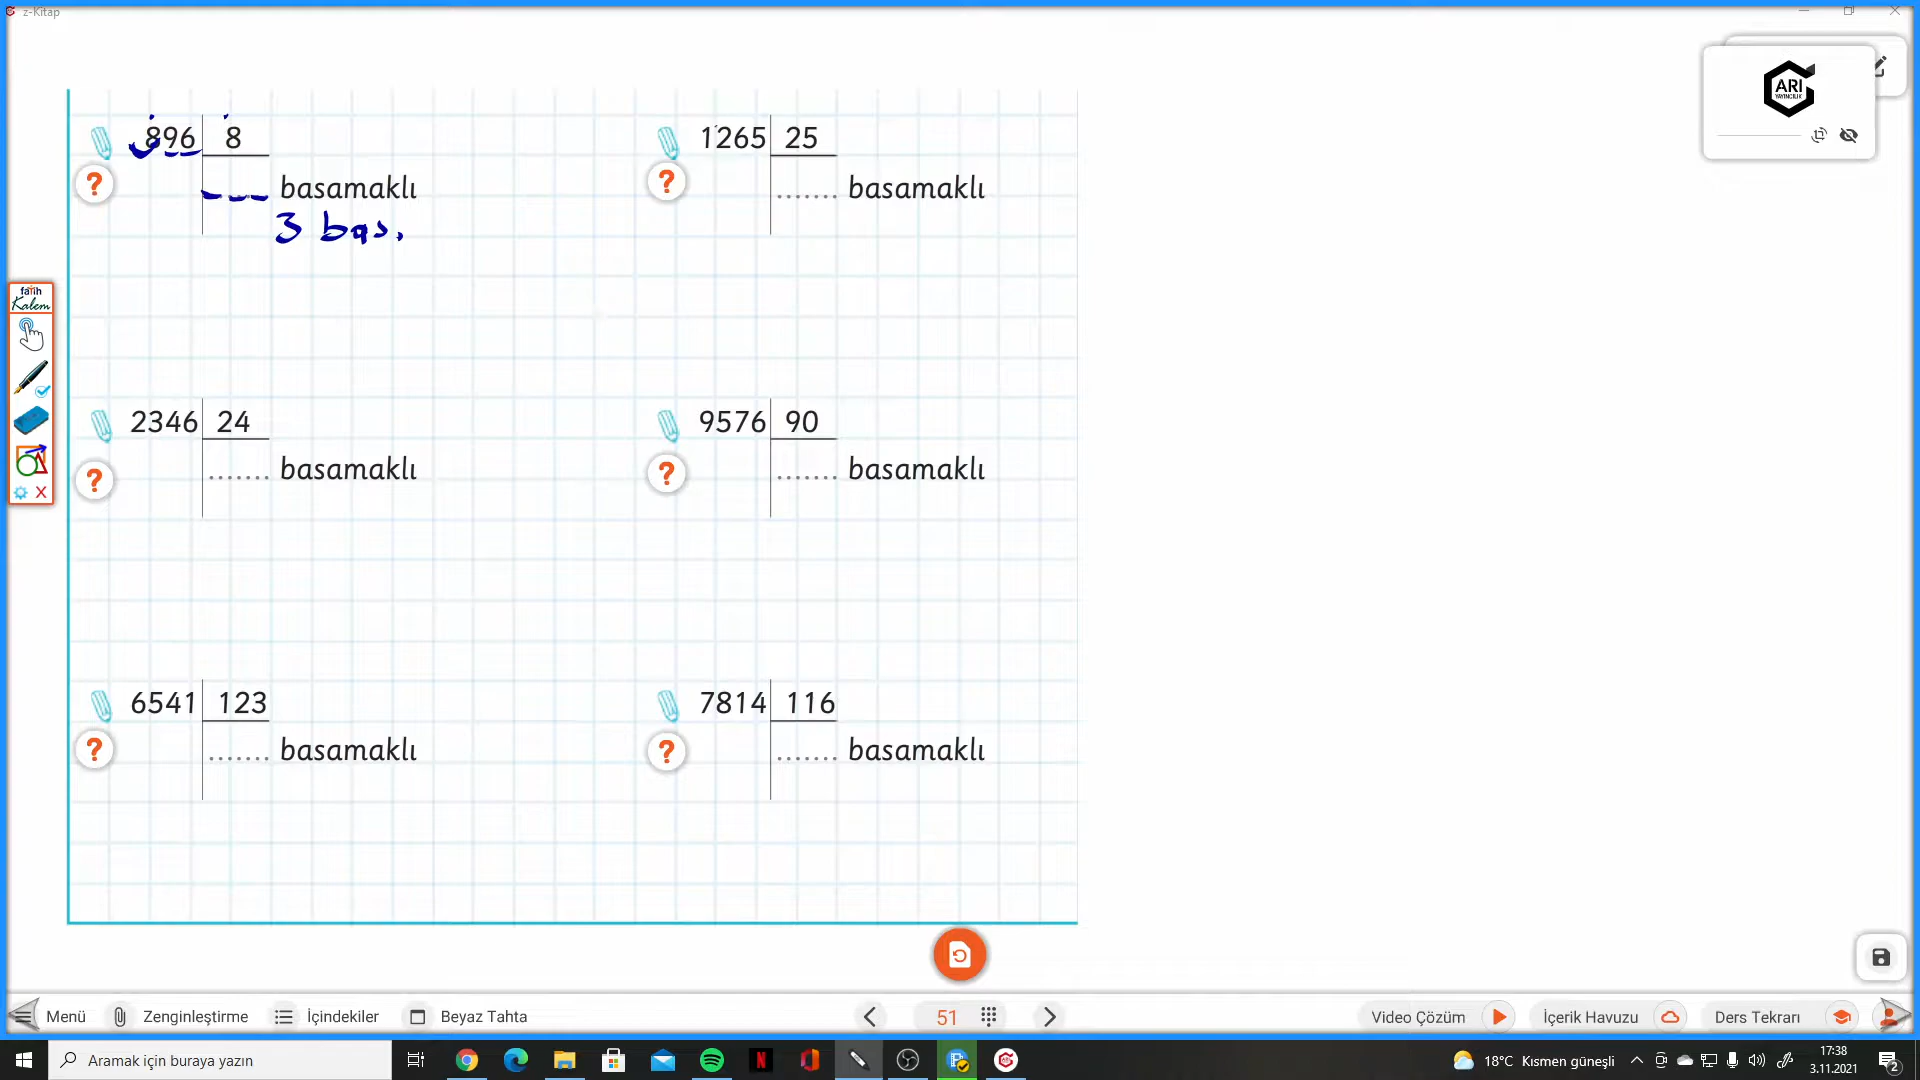 z-Kitap
ARI
YAYINCILIK
896 8
basamaklı
3 bas.
1265 25
....... basamaklı
fatih
Kalem
2346 24
....... basamaklı
9576 90
....... basamaklı
6541 123
....... basamaklı
7814 116
....... basamaklı
? ? ? ? ? ?
Menü Zenginleştirme İçindekiler Beyaz Tahta 51 Video Çözüm İçerik Havuzu Ders Tekrarı
Aramak için buraya yazın
18°C Kısmen güneşli
17:38
3.11.2021
2